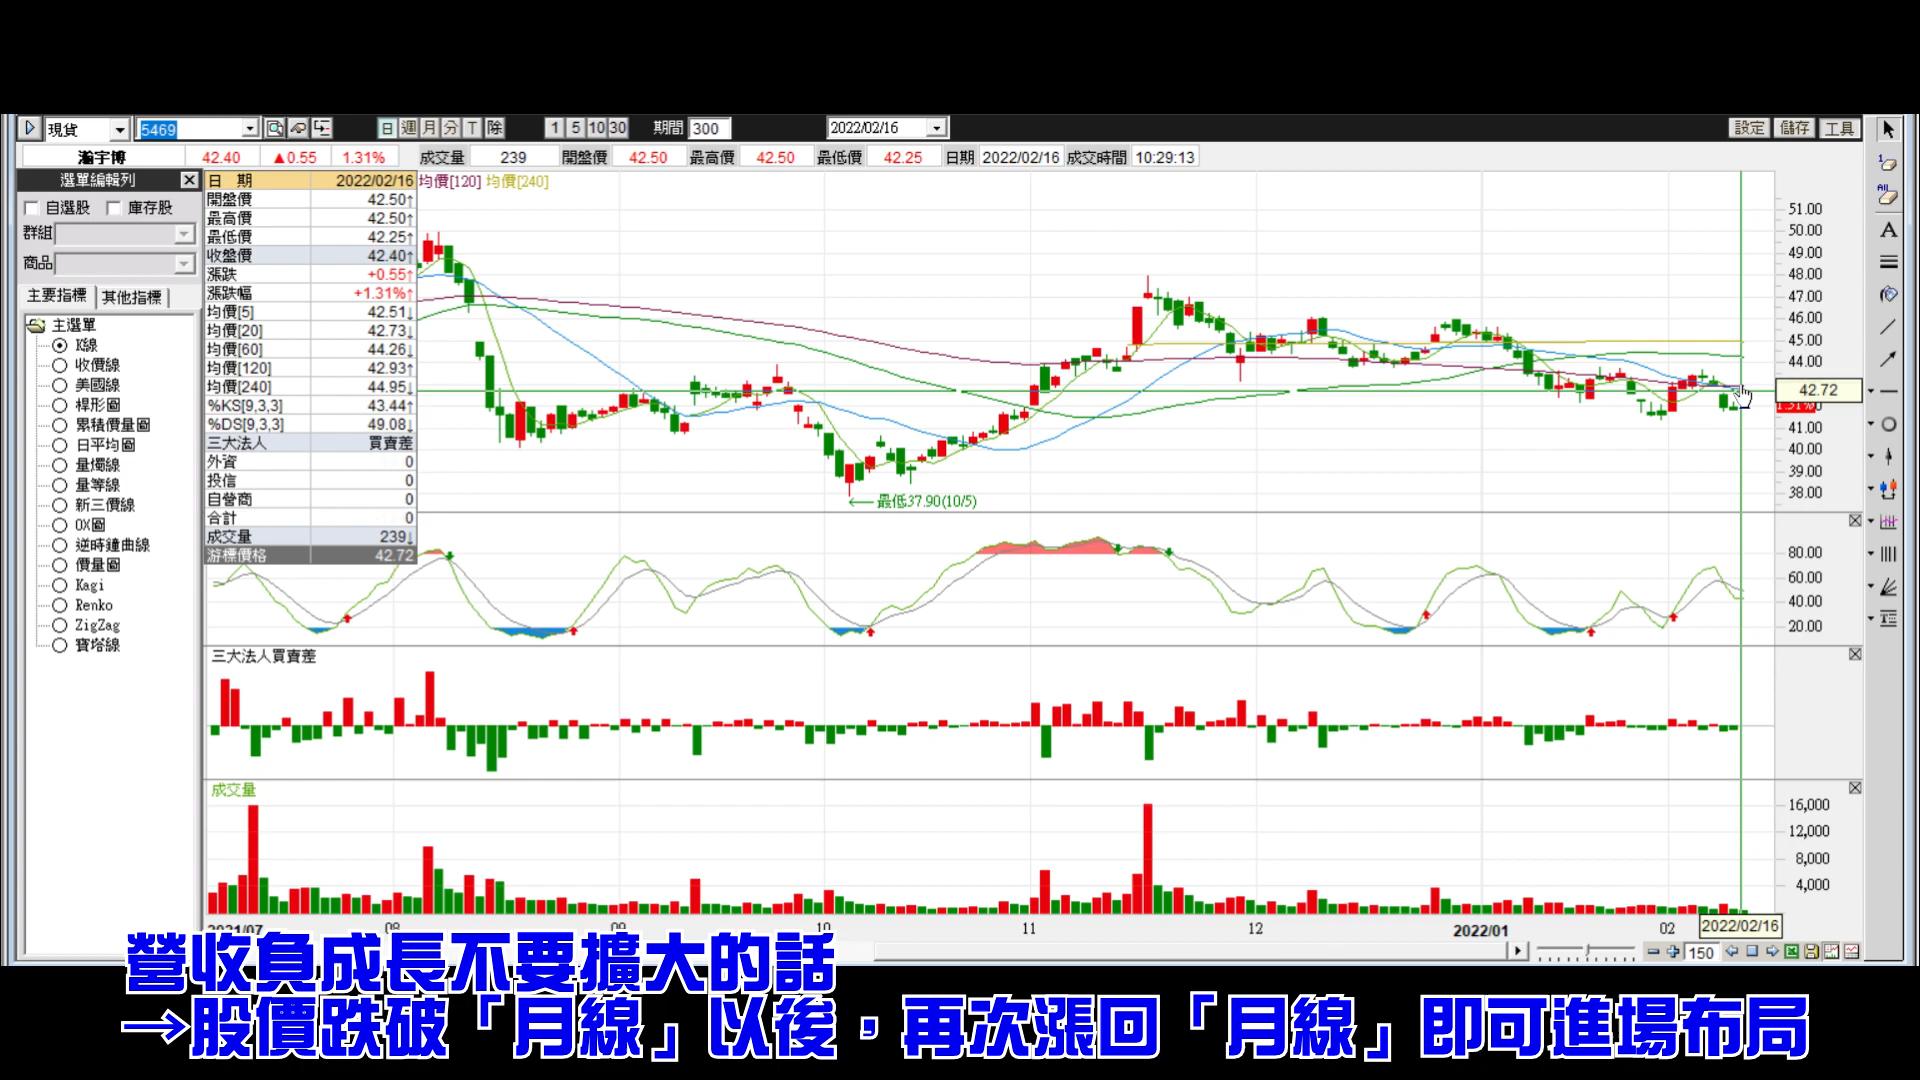 現貨 5469 日 週 月 分 T 除 1 5 10 30 期間 300 2022/02/16 設定 儲存 工具
瀚宇博 42.40 ▲0.55 1.31% 成交量 239 開盤價 42.50 最高價 42.50 最低價 42.25 日期 2022/02/16 成交時間 10:29:13
選單編輯列
自選股 庫存股
群組
商品
主要指標 其他指標
主選單
K線
收價線
美國線
桿形圖
累積價量圖
日平均圖
量燭線
量等線
新三價線
OX圖
逆時鐘曲線
價量圖
Kagi
Renko
ZigZag
寶塔線
日 期 2022/02/16
開盤價 42.50↑
最高價 42.50↑
最低價 42.25↑
收盤價 42.40↑
漲跌 +0.55↑
漲跌幅 +1.31%↑
均價[5] 42.51↓
均價[20] 42.73↓
均價[60] 44.26↓
均價[120] 42.93↑
均價[240] 44.95↓
%KS[9,3,3] 43.44↑
%DS[9,3,3] 49.08↓
三大法人 買賣差
外資 0
投信 0
自營商 0
合計 0
成交量 239↓
游標價格 42.72
均價[120] 均價[240]
51.00
50.00
49.00
48.00
47.00
46.00
45.00
44.00
42.72
1.31%
41.00
40.00
39.00
38.00
←最低37.90(10/5)
80.00
60.00
40.00
20.00
三大法人買賣差
成交量
16,000
12,000
8,000
4,000
11 12 2022/01 02 2022/02/16
150
營收負成長不要擴大的話
→股價跌破「月線」以後，再次漲回「月線」即可進場布局